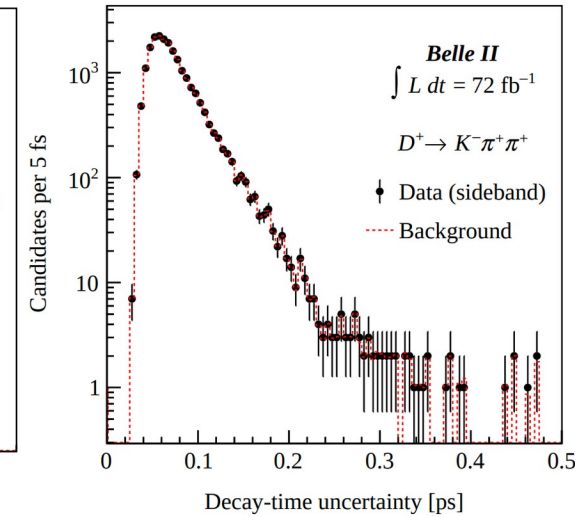 Candidates per 5 fs
10³
10²
10
1
Belle II
∫ L dt = 72 fb⁻¹
D⁺→ K⁻π⁺π⁺
Data (sideband)
Background
0 0.1 0.2 0.3 0.4 0.5
Decay-time uncertainty [ps]